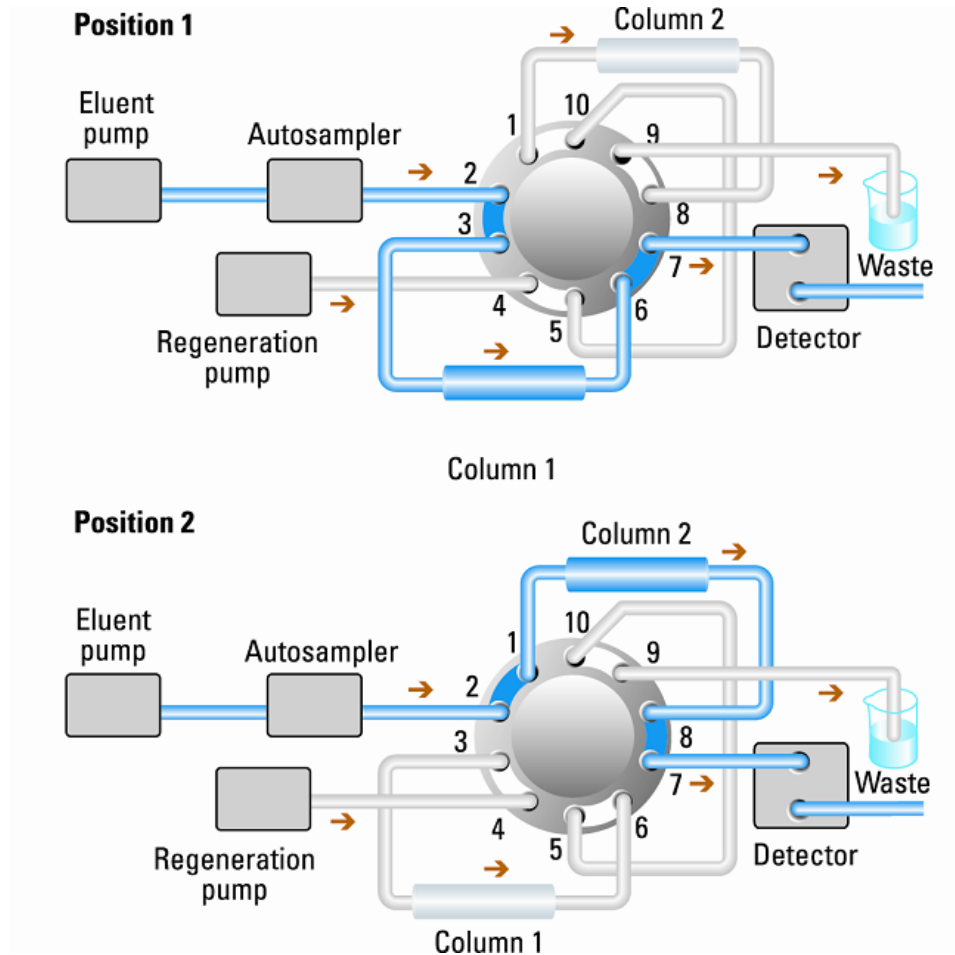 Position 1
Column 2
Eluent
pump
Autosampler
1
10
9
2
3
8
4
5
6
7
Regeneration
pump
Waste
Detector
Column 1
Position 2
Column 2
Eluent
pump
Autosampler
1
10
9
2
3
8
4
5
6
7
Regeneration
pump
Waste
Detector
Column 1